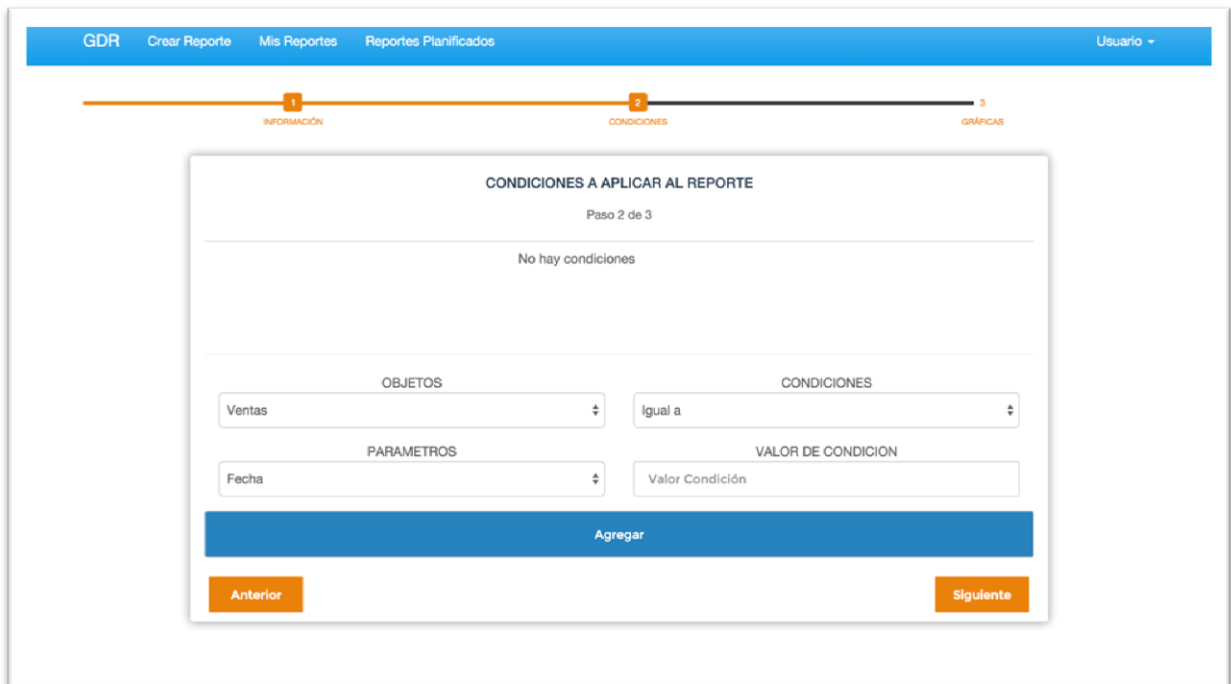 GDR Crear Reporte Mis Reportes Reportes Planificados Usuario
1 2 3
INFORMACIÓN CONDICIONES GRÁFICAS
CONDICIONES A APLICAR AL REPORTE
Paso 2 de 3
No hay condiciones
OBJETOS CONDICIONES
Ventas Igual a
PARAMETROS VALOR DE CONDICION
Fecha Valor Condición
Agregar
Anterior Siguiente